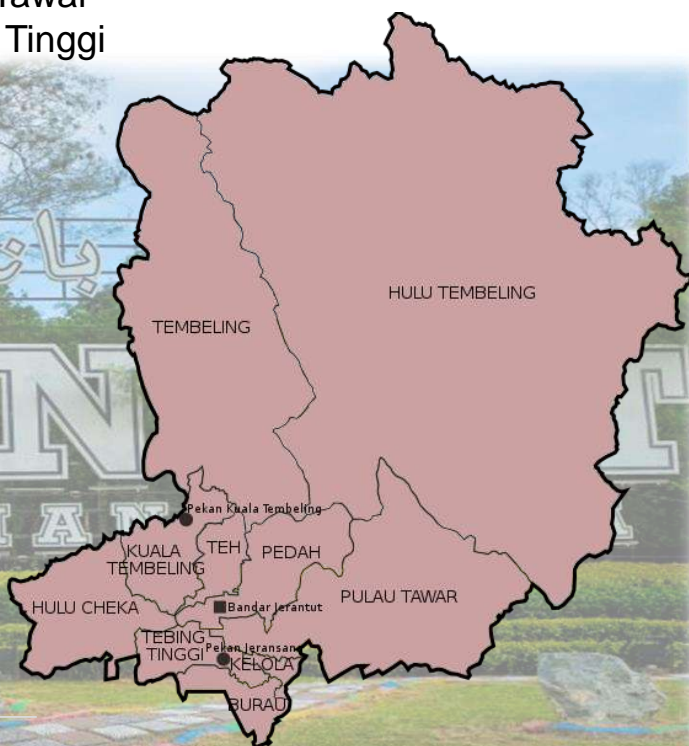 Tinggi
HULU TEMBELING
TEMBELING
Pekan Kuala Tembeling
KUALA
TEMBELING
TEH
PEDAH
HULU CHEKA
Bandar Jerantut
PULAU TAWAR
TEBING
TINGGI
Pekan Jeransang
KELOLA
BURAU